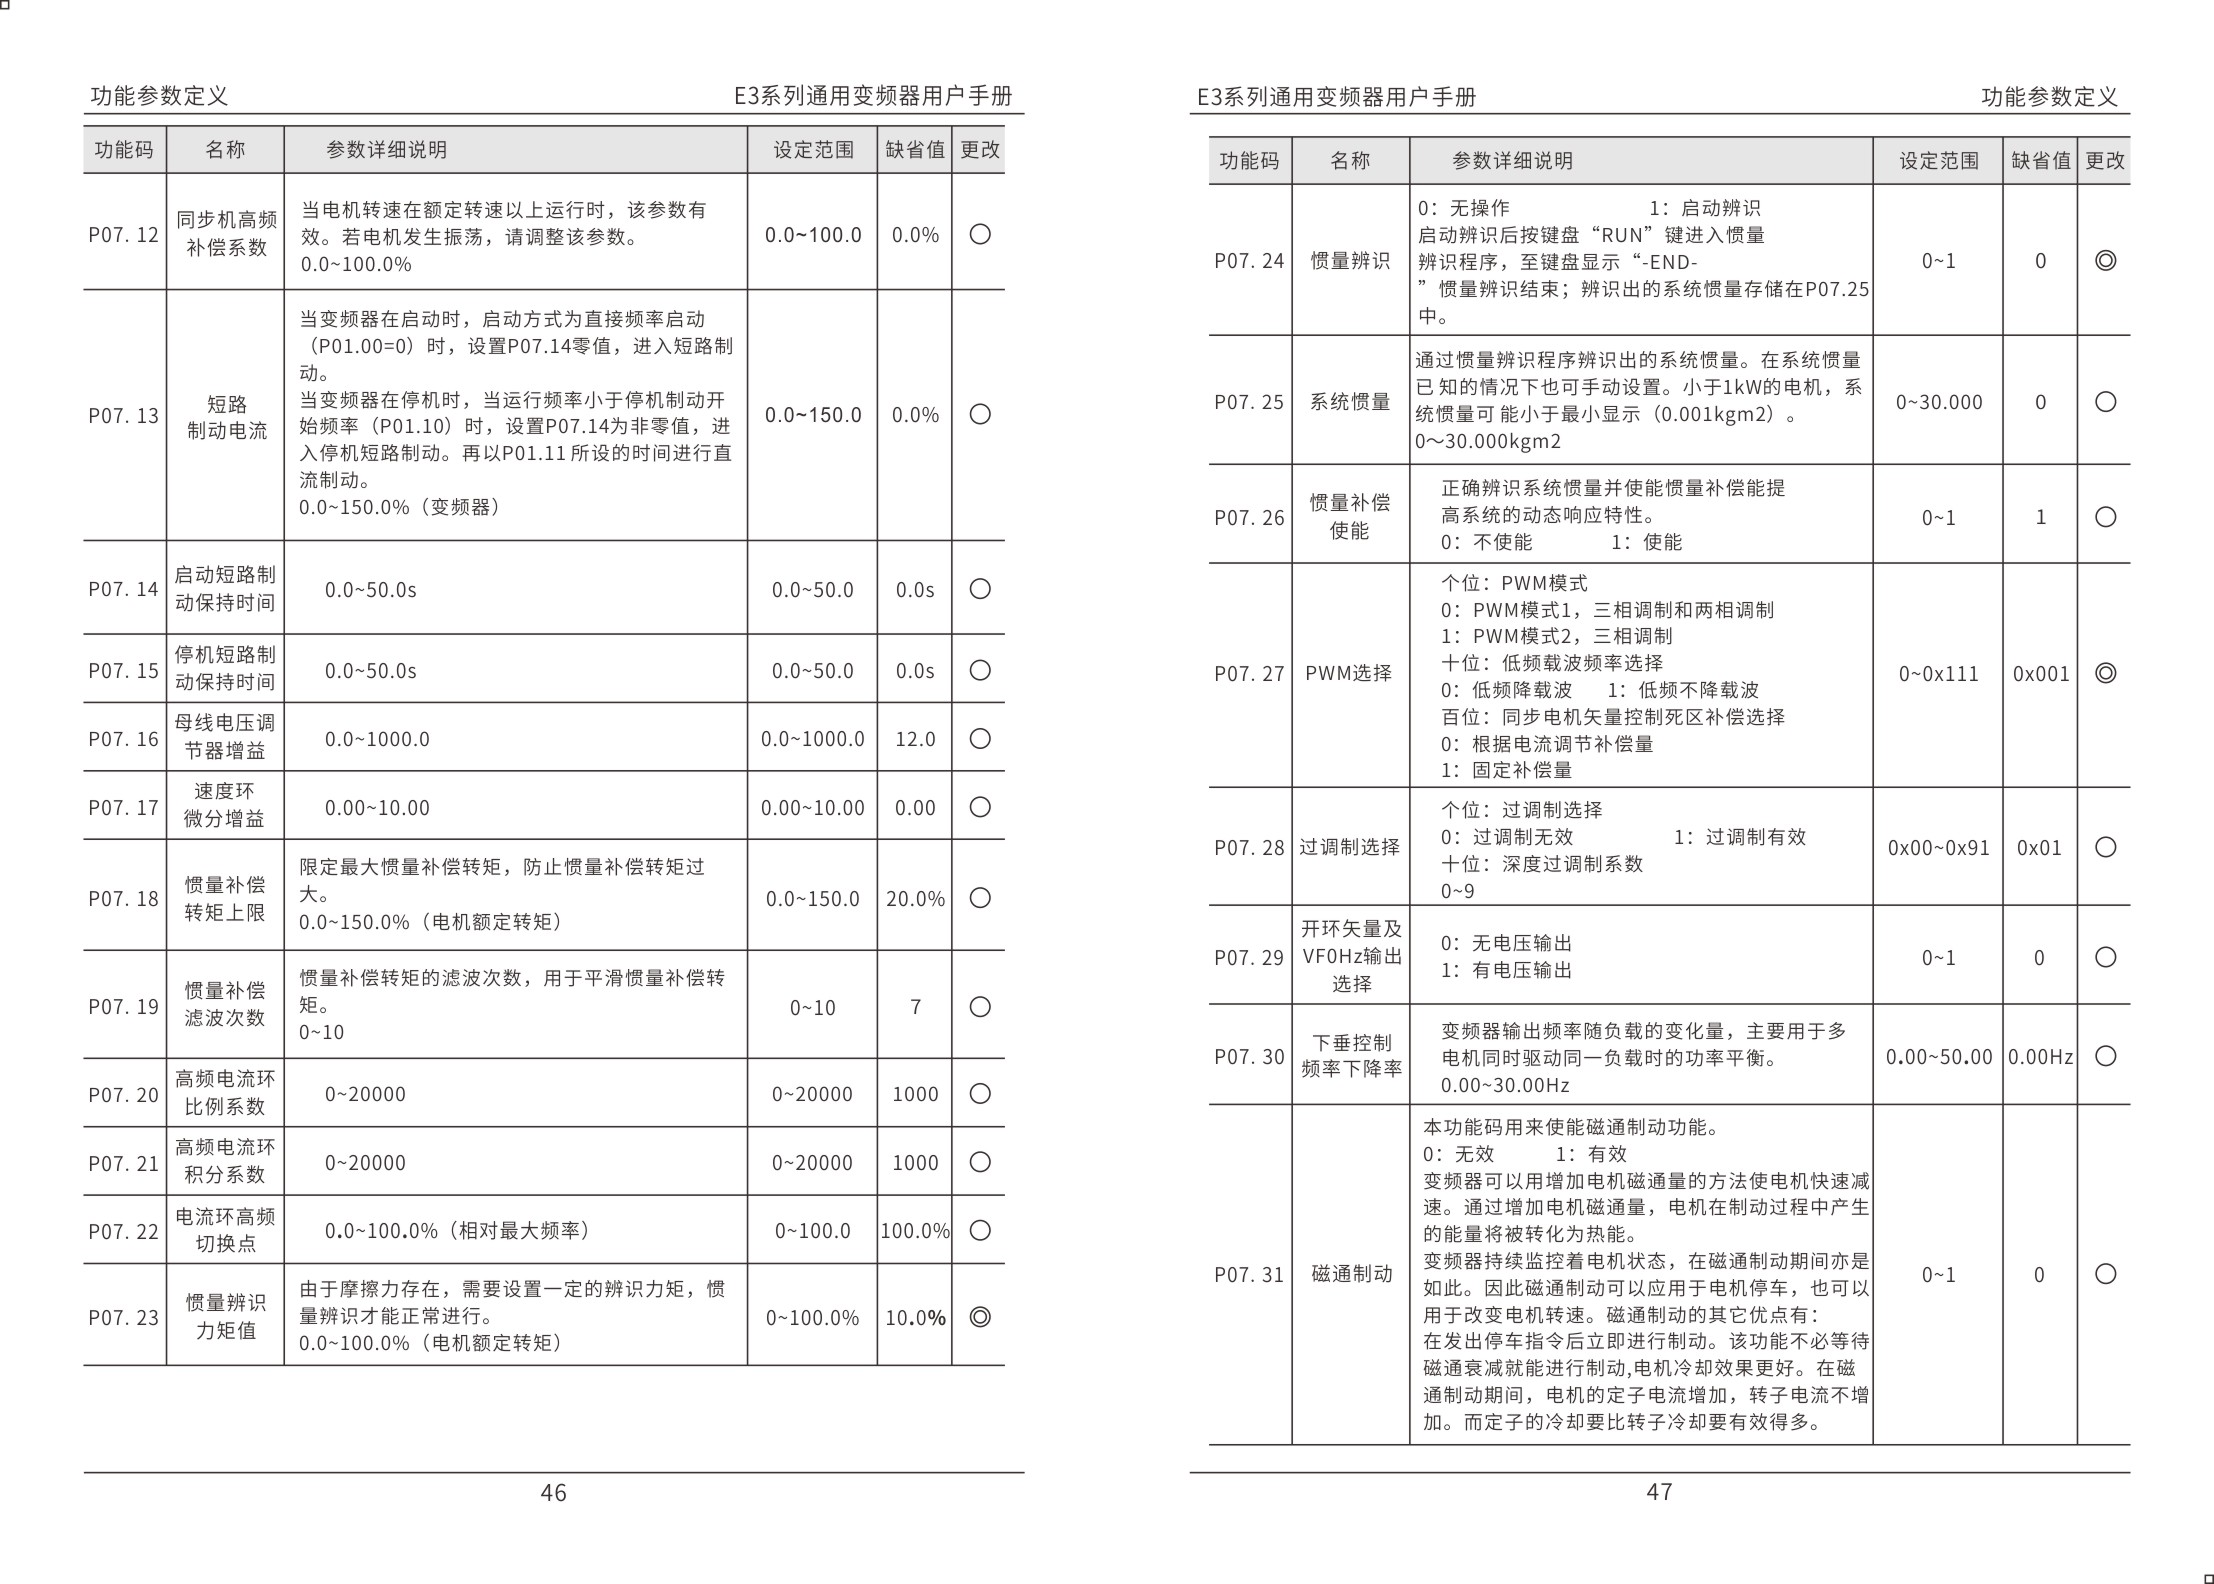 功能参数定义 E3系列通用变频器用户手册
功能码 名称 参数详细说明 设定范围 缺省值 更改
P07. 12 同步机高频
补偿系数
当电机转速在额定转速以上运行时，该参数有
效。若电机发生振荡，请调整该参数。
0.0~100.0%
0.0~100.0 0.0% ○
P07. 13 短路
制动电流
当变频器在启动时，启动方式为直接频率启动
（P01.00=0）时，设置P07.14零值，进入短路制
动。
当变频器在停机时，当运行频率小于停机制动开
始频率（P01.10）时，设置P07.14为非零值，进
入停机短路制动。再以P01.11 所设的时间进行直
流制动。
0.0~150.0%（变频器）
0.0~150.0 0.0% ○
P07. 14 启动短路制
动保持时间
0.0~50.0s 0.0~50.0 0.0s ○
P07. 15 停机短路制
动保持时间
0.0~50.0s 0.0~50.0 0.0s ○
P07. 16 母线电压调
节器增益
0.0~1000.0 0.0~1000.0 12.0 ○
P07. 17 速度环
微分增益
0.00~10.00 0.00~10.00 0.00 ○
P07. 18 惯量补偿
转矩上限
限定最大惯量补偿转矩，防止惯量补偿转矩过
大。
0.0~150.0%（电机额定转矩）
0.0~150.0 20.0% ○
P07. 19 惯量补偿
滤波次数
惯量补偿转矩的滤波次数，用于平滑惯量补偿转
矩。
0~10
0~10 7 ○
P07. 20 高频电流环
比例系数
0~20000 0~20000 1000 ○
P07. 21 高频电流环
积分系数
0~20000 0~20000 1000 ○
P07. 22 电流环高频
切换点
0.0~100.0%（相对最大频率） 0~100.0 100.0% ○
P07. 23 惯量辨识
力矩值
由于摩擦力存在，需要设置一定的辨识力矩，惯
量辨识才能正常进行。
0.0~100.0%（电机额定转矩）
0~100.0% 10.0% ◎
46
E3系列通用变频器用户手册 功能参数定义
功能码 名称 参数详细说明 设定范围 缺省值 更改
P07. 24 惯量辨识
0：无操作 1：启动辨识
启动辨识后按键盘“RUN”键进入惯量
辨识程序，至键盘显示“-END-
”惯量辨识结束；辨识出的系统惯量存储在P07.25
中。
0~1 0 ◎
P07. 25 系统惯量
通过惯量辨识程序辨识出的系统惯量。在系统惯量
已 知的情况下也可手动设置。小于1kW的电机，系
统惯量可 能小于最小显示（0.001kgm2）。
0～30.000kgm2
0~30.000 0 ○
P07. 26 惯量补偿
使能
正确辨识系统惯量并使能惯量补偿能提
高系统的动态响应特性。
0：不使能 1：使能
0~1 1 ○
P07. 27 PWM选择
个位：PWM模式
0：PWM模式1，三相调制和两相调制
1：PWM模式2，三相调制
十位：低频载波频率选择
0：低频降载波 1：低频不降载波
百位：同步电机矢量控制死区补偿选择
0：根据电流调节补偿量
1：固定补偿量
0~0x111 0x001 ◎
P07. 28 过调制选择
个位：过调制选择
0：过调制无效 1：过调制有效
十位：深度过调制系数
0~9
0x00~0x91 0x01 ○
P07. 29 开环矢量及
VF0Hz输出
选择
0：无电压输出
1：有电压输出
0~1 0 ○
P07. 30 下垂控制
频率下降率
变频器输出频率随负载的变化量，主要用于多
电机同时驱动同一负载时的功率平衡。
0.00~30.00Hz
0.00~50.00 0.00Hz ○
P07. 31 磁通制动
本功能码用来使能磁通制动功能。
0：无效 1：有效
变频器可以用增加电机磁通量的方法使电机快速减
速。通过增加电机磁通量，电机在制动过程中产生
的能量将被转化为热能。
变频器持续监控着电机状态，在磁通制动期间亦是
如此。因此磁通制动可以应用于电机停车，也可以
用于改变电机转速。磁通制动的其它优点有：
在发出停车指令后立即进行制动。该功能不必等待
磁通衰减就能进行制动,电机冷却效果更好。在磁
通制动期间，电机的定子电流增加，转子电流不增
加。而定子的冷却要比转子冷却要有效得多。
0~1 0 ○
47